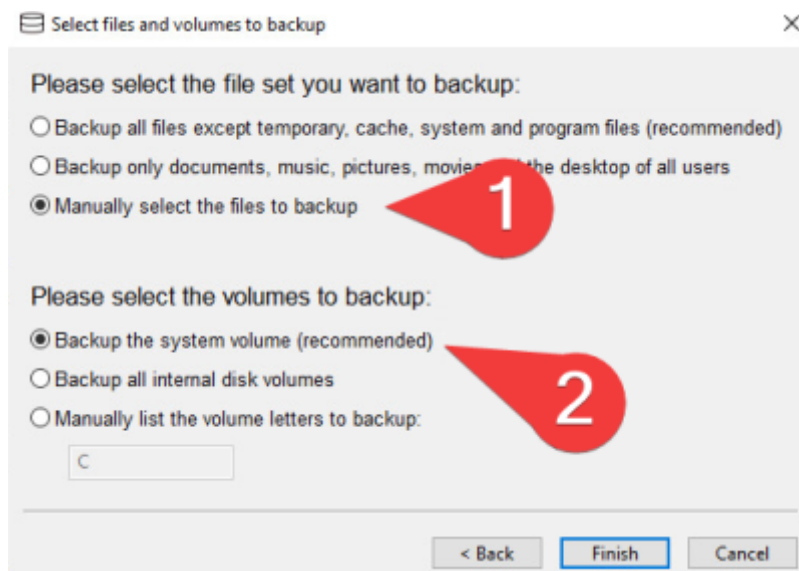 Select files and volumes to backup
Please select the file set you want to backup:
Backup all files except temporary, cache, system and program files (recommended)
Backup only documents, music, pictures, movie the desktop of all users
Manually select the files to backup
1
Please select the volumes to backup:
Backup the system volume (recommended)
Backup all internal disk volumes
2
Manually list the volume letters to backup:
C
< Back
Finish
Cancel